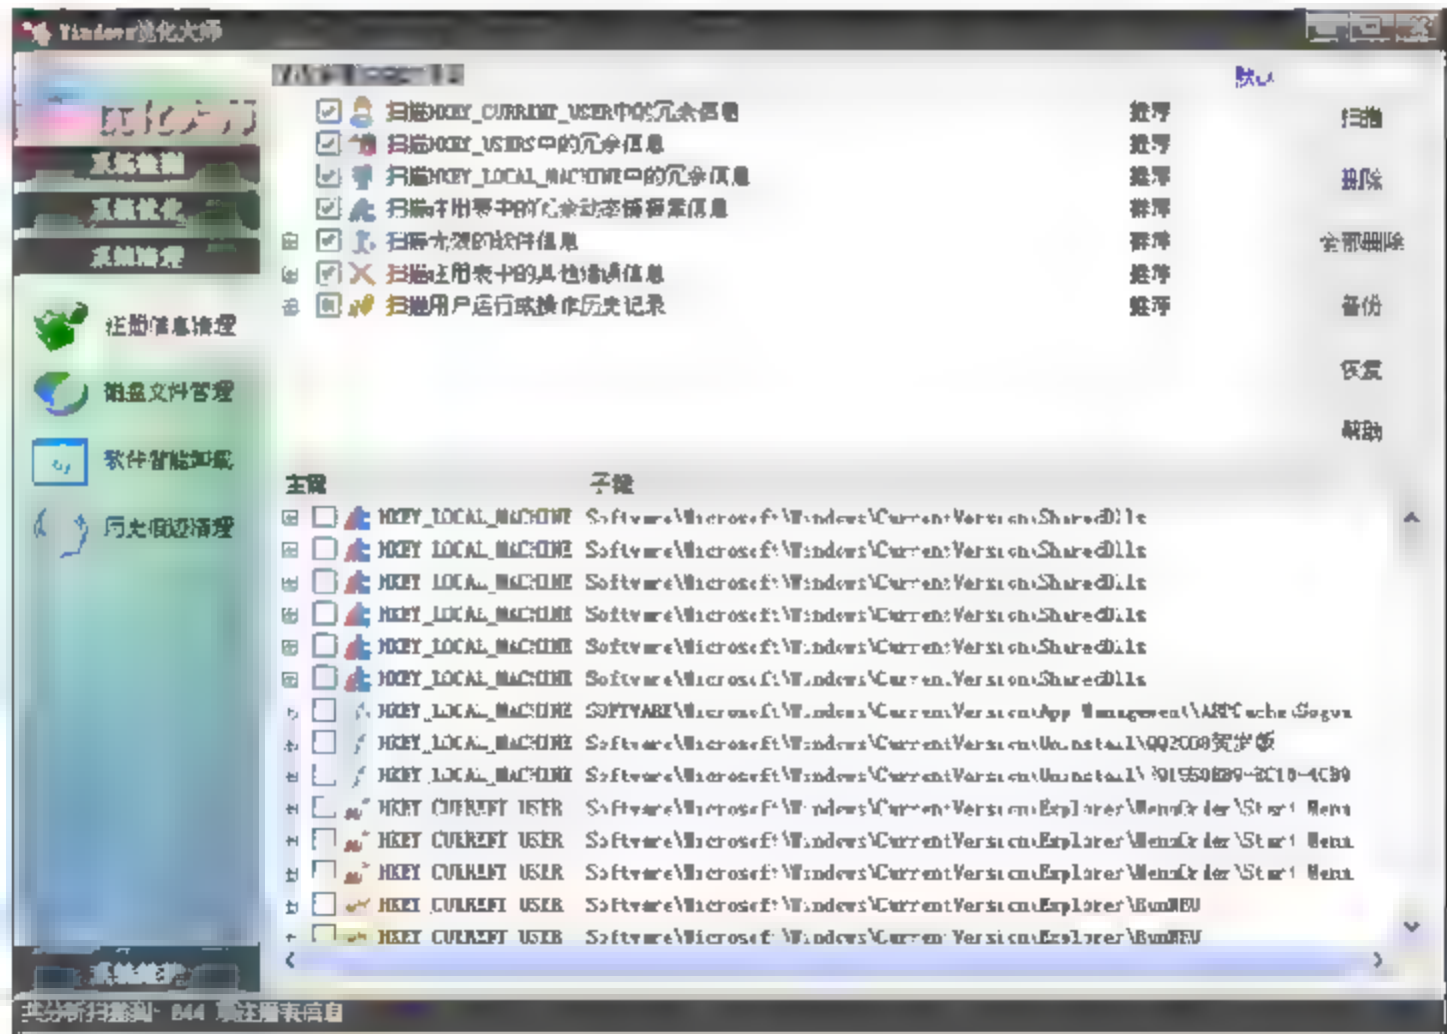 Windows优化大师
优化大师
默认
扫描HKEY_CURRENT_USER中的冗余信息 推荐
扫描HKEY_USERS中的冗余信息 推荐
扫描HKEY_LOCAL_MACHINE中的冗余信息 推荐
扫描注册表中的冗余动态链接库信息 推荐
扫描无效的软件信息 推荐
扫描注册表中的其他错误信息 推荐
扫描用户运行或操作历史记录 推荐
扫描
删除
全部删除
备份
恢复
帮助
系统检测
系统优化
系统清理
注册信息清理
磁盘文件管理
软件智能卸载
历史痕迹清理
系统维护
主键 子键
HKEY_LOCAL_MACHINE Software\Microsoft\Windows\CurrentVersion\SharedDlls
HKEY_LOCAL_MACHINE Software\Microsoft\Windows\CurrentVersion\SharedDlls
HKEY_LOCAL_MACHINE Software\Microsoft\Windows\CurrentVersion\SharedDlls
HKEY_LOCAL_MACHINE Software\Microsoft\Windows\CurrentVersion\SharedDlls
HKEY_LOCAL_MACHINE Software\Microsoft\Windows\CurrentVersion\SharedDlls
HKEY_LOCAL_MACHINE Software\Microsoft\Windows\CurrentVersion\SharedDlls
HKEY_LOCAL_MACHINE SOFTWARE\Microsoft\Windows\CurrentVersion\App Management\ARPCache\Sogou
HKEY_LOCAL_MACHINE Software\Microsoft\Windows\CurrentVersion\Uninstall\QQ2008贺岁版
HKEY_LOCAL_MACHINE Software\Microsoft\Windows\CurrentVersion\Uninstall\
HKEY_CURRENT_USER Software\Microsoft\Windows\CurrentVersion\Explorer\MenuOrder\Start Menu
HKEY_CURRENT_USER Software\Microsoft\Windows\CurrentVersion\Explorer\MenuOrder\Start Menu
HKEY_CURRENT_USER Software\Microsoft\Windows\CurrentVersion\Explorer\MenuOrder\Start Menu
HKEY_CURRENT_USER Software\Microsoft\Windows\CurrentVersion\Explorer\RunMRU
HKEY_CURRENT_USER Software\Microsoft\Windows\CurrentVersion\Explorer\RunMRU
共分析扫描到 844 项注册表信息